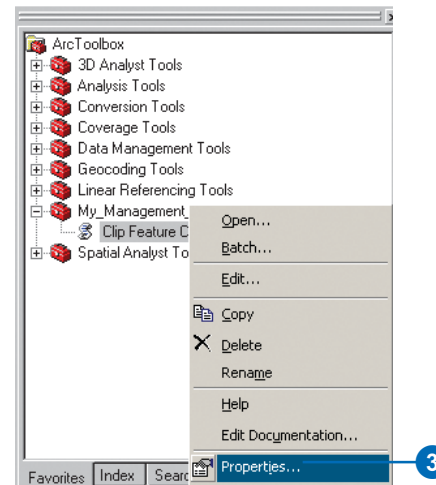 ArcToolbox
3D Analyst Tools
Analysis Tools
Conversion Tools
Coverage Tools
Data Management Tools
Geocoding Tools
Linear Referencing Tools
My_Management_
Clip Feature C
Spatial Analyst To
Open...
Batch...
Edit...
Copy
Delete
Rename
Help
Edit Documentation...
Properties...
3
Favorites Index Searc